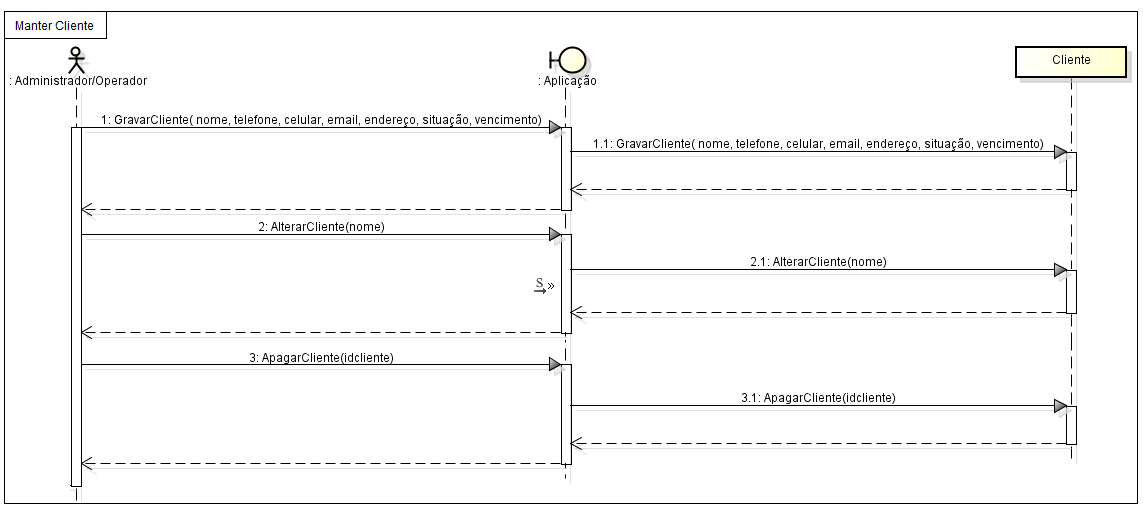 Manter Cliente
: Administrador/Operador
: Aplicação
Cliente
1: GravarCliente( nome, telefone, celular, email, endereço, situação, vencimento)
1.1: GravarCliente( nome, telefone, celular, email, endereço, situação, vencimento)
2: AlterarCliente(nome)
2.1: AlterarCliente(nome)
S »
3: ApagarCliente(idcliente)
3.1: ApagarCliente(idcliente)